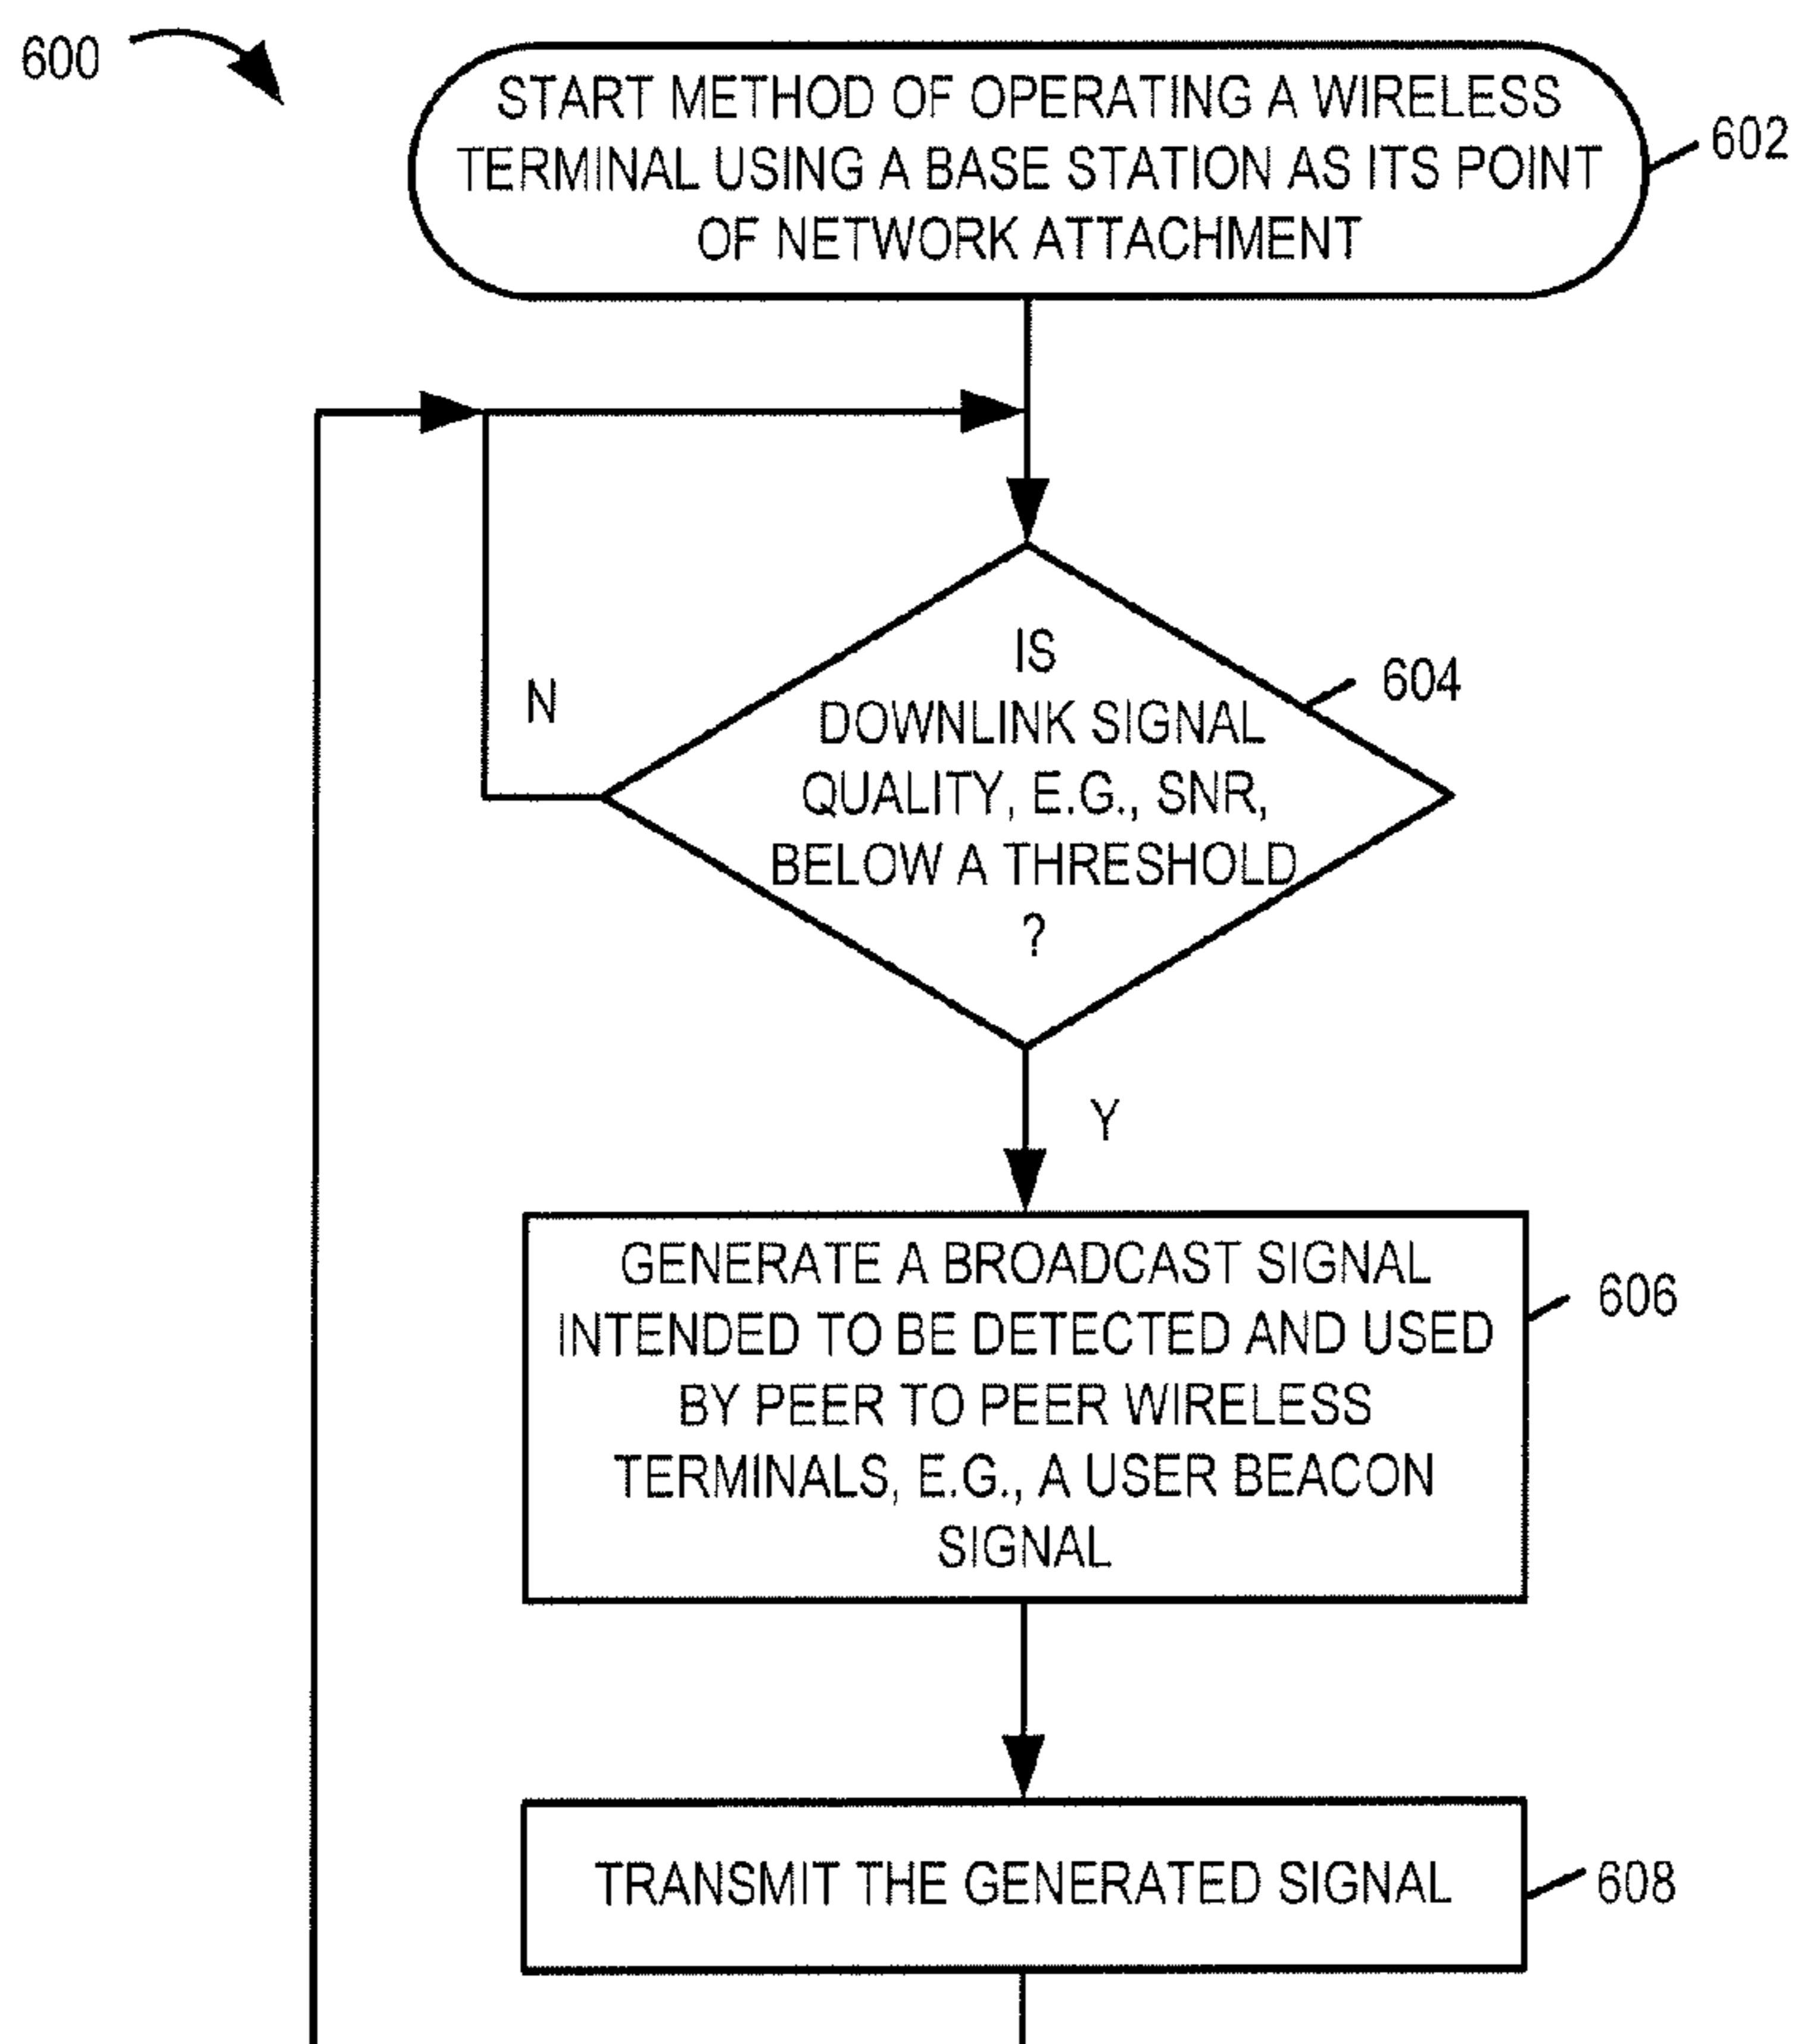 600
START METHOD OF OPERATING A WIRELESS
TERMINAL USING A BASE STATION AS ITS POINT
OF NETWORK ATTACHMENT
602
IS
DOWNLINK SIGNAL
QUALITY, E.G., SNR,
BELOW A THRESHOLD
?
604
N
Y
GENERATE A BROADCAST SIGNAL
INTENDED TO BE DETECTED AND USED
BY PEER TO PEER WIRELESS
TERMINALS, E.G., A USER BEACON
SIGNAL
606
TRANSMIT THE GENERATED SIGNAL
608